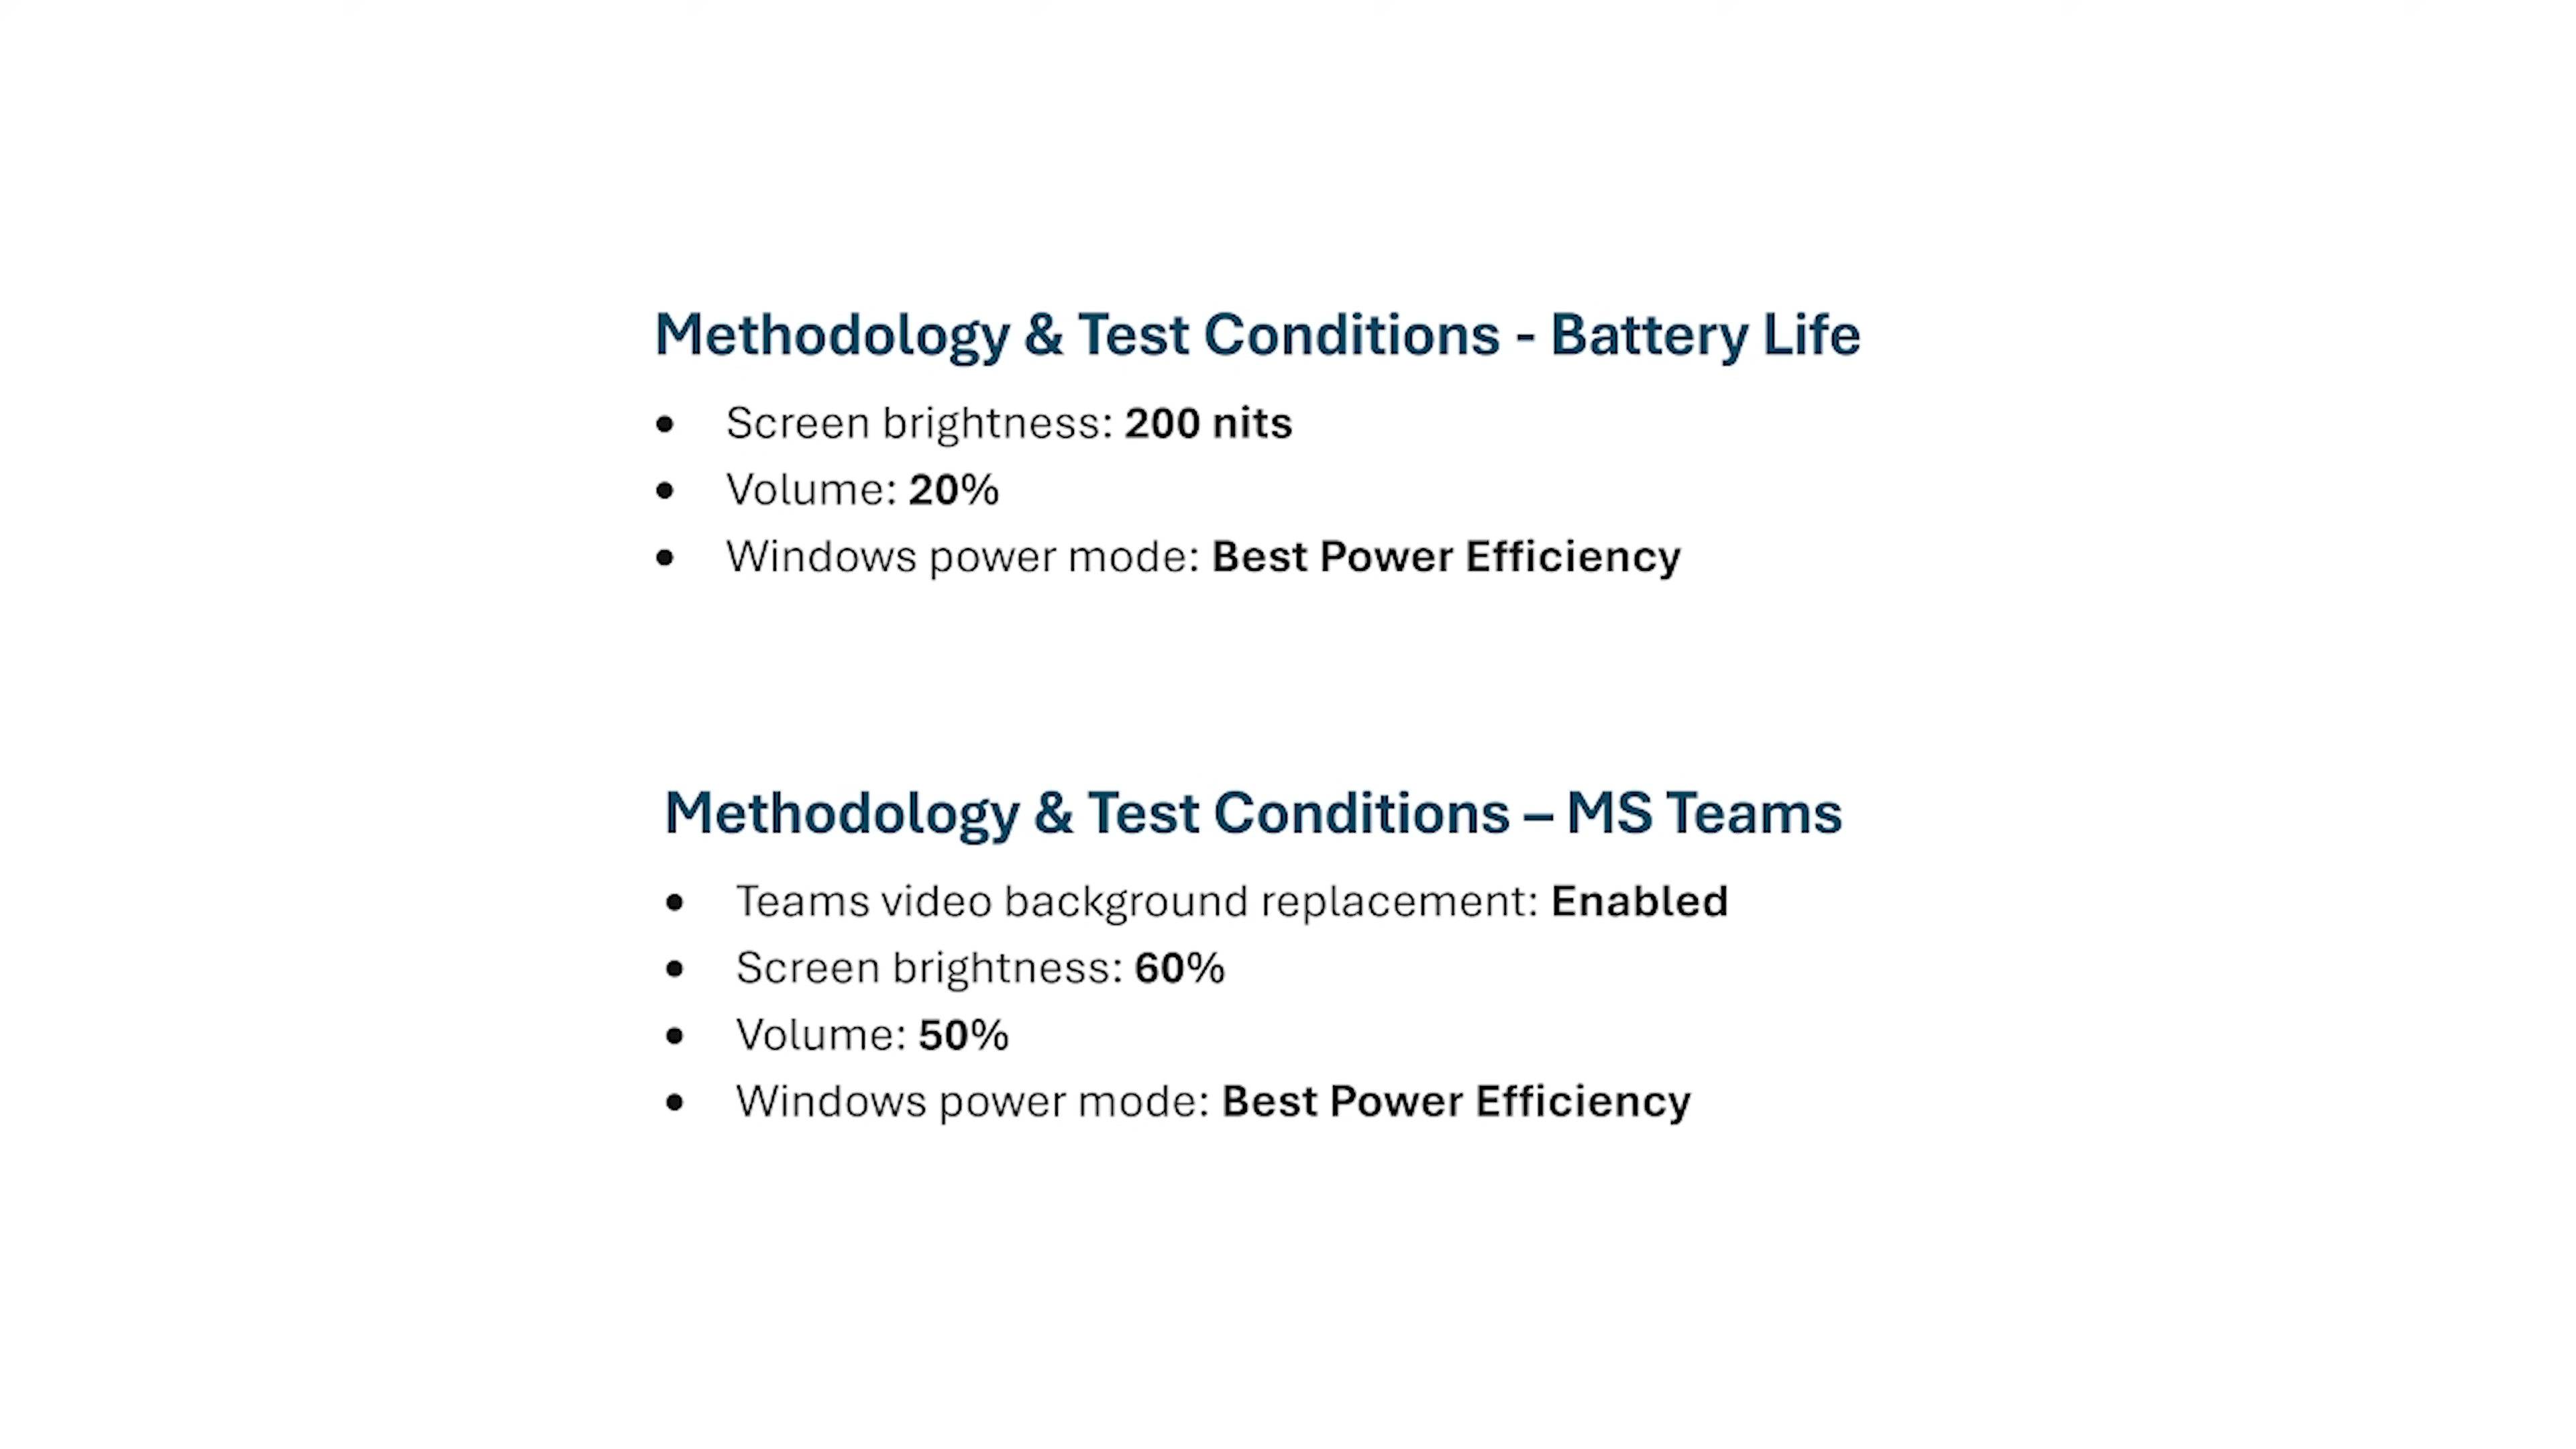 Methodology & Test Conditions - Battery Life
• Screen brightness: 200 nits
• Volume: 20%
• Windows power mode: Best Power Efficiency
Methodology & Test Conditions – MS Teams
• Teams video background replacement: Enabled
• Screen brightness: 60%
• Volume: 50%
• Windows power mode: Best Power Efficiency